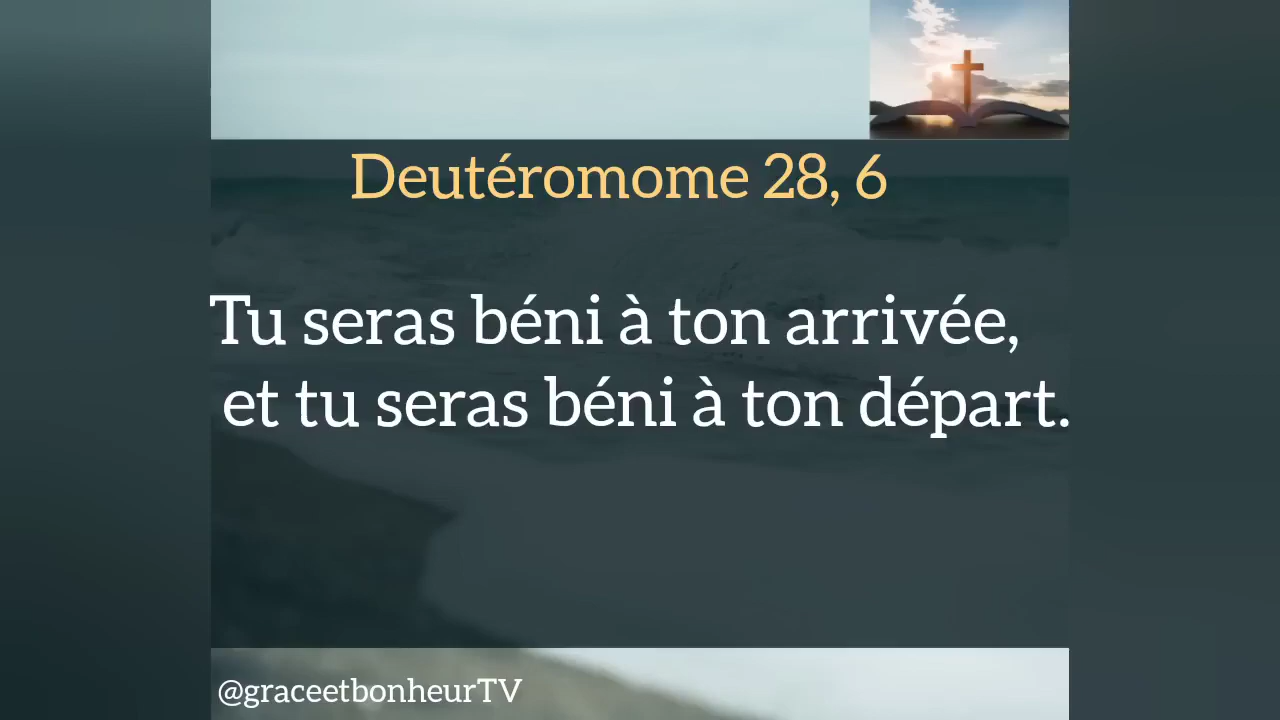 Deutéromome 28, 6
Tu seras béni à ton arrivée,
et tu seras béni à ton départ.
@graceetbonheurTV